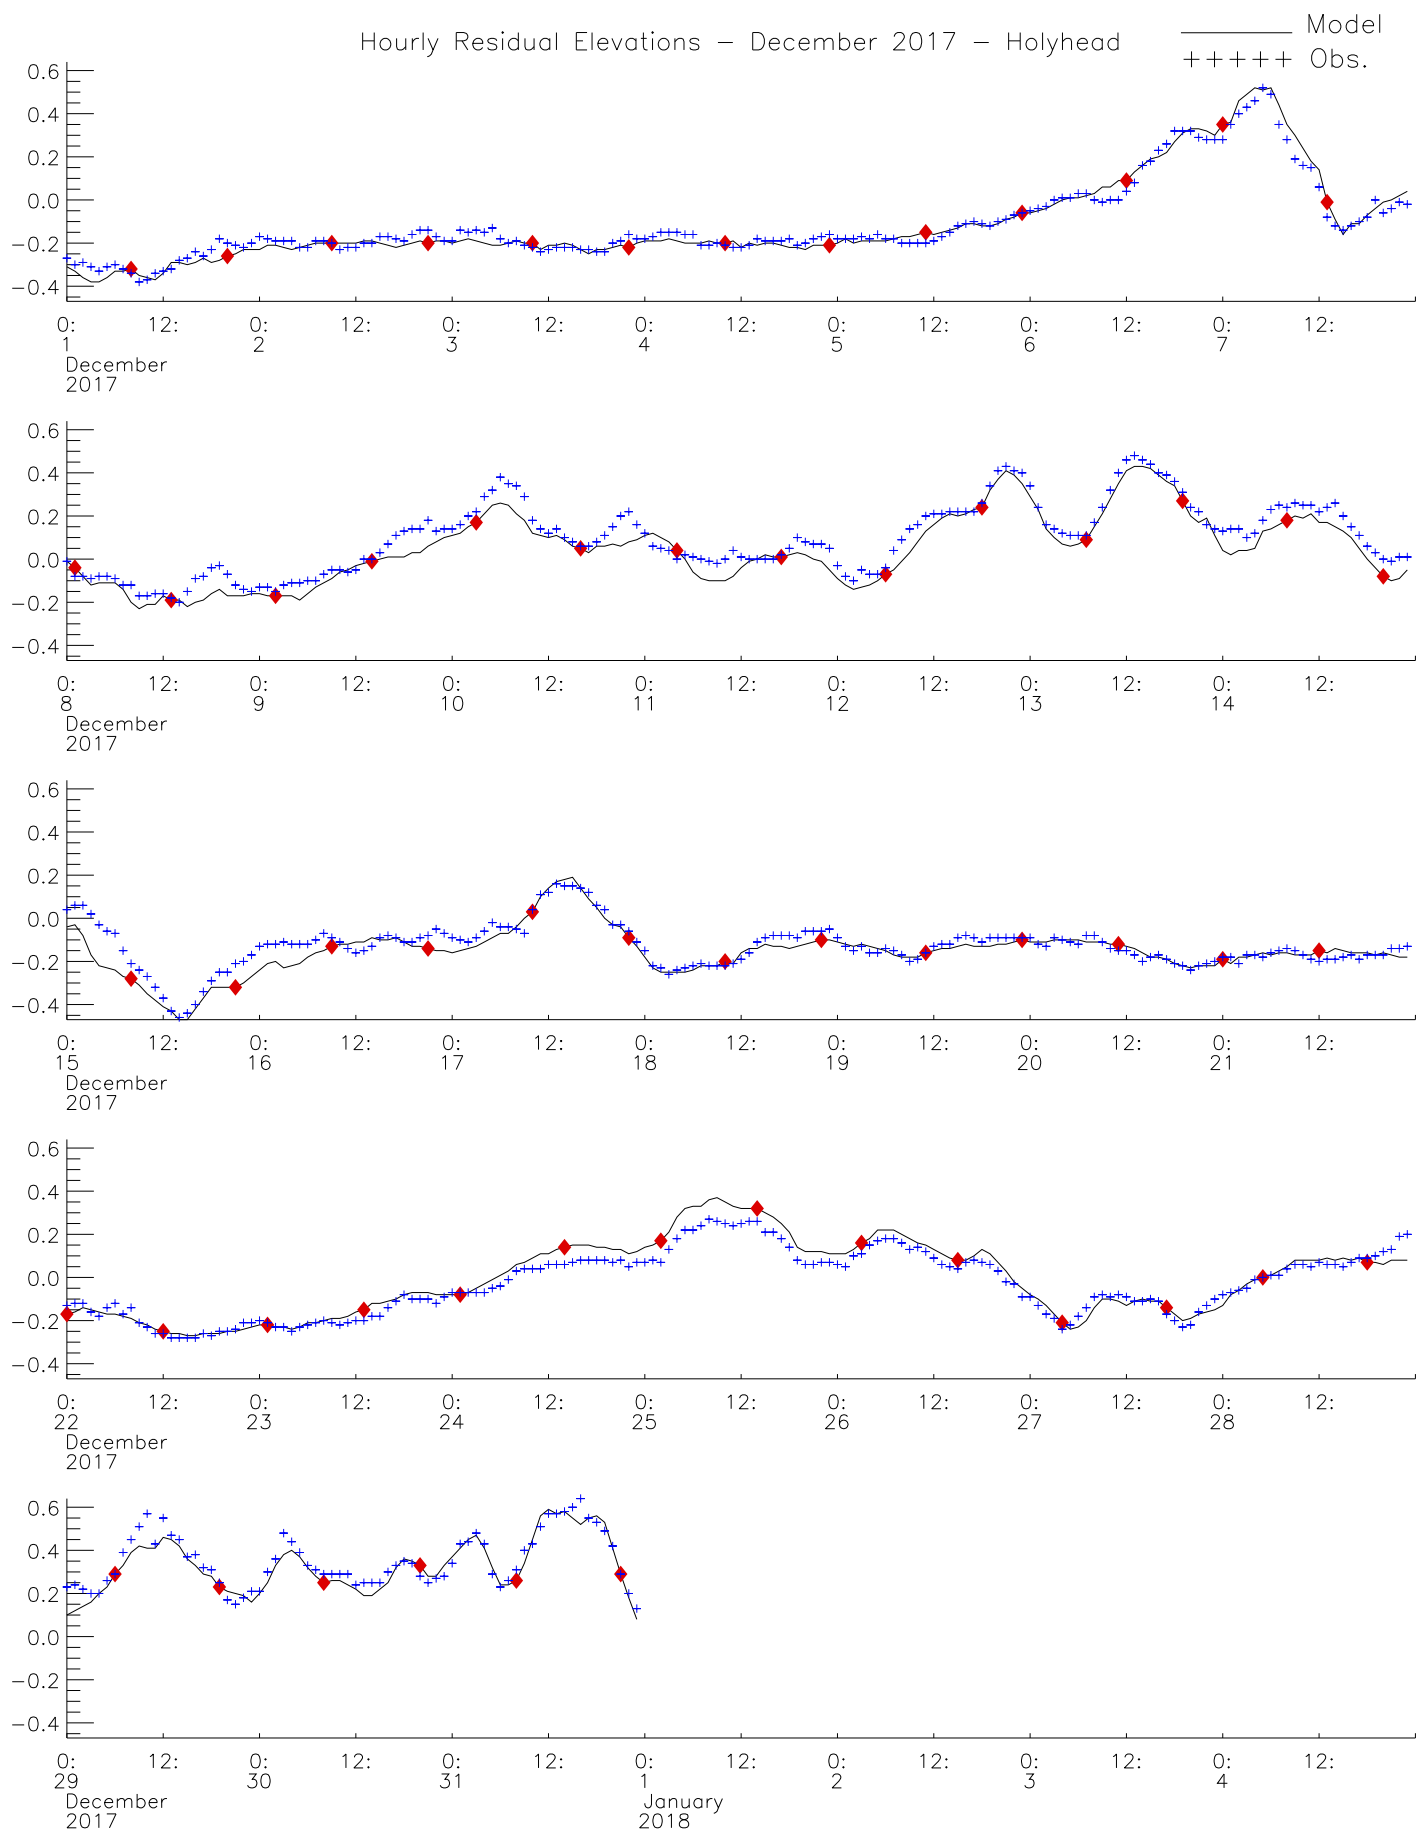 Hourly Residual Elevations − December 2017 − Holyhead
Model
+++++ Obs.
0.6
0.4
0.2
0.0
−0.2
−0.4
0: 12: 0: 12: 0: 12: 0: 12: 0: 12: 0: 12: 0: 12:
1 2 3 4 5 6 7
December
2017
0.6
0.4
0.2
0.0
−0.2
−0.4
0: 12: 0: 12: 0: 12: 0: 12: 0: 12: 0: 12: 0: 12:
8 9 10 11 12 13 14
December
2017
0.6
0.4
0.2
0.0
−0.2
−0.4
0: 12: 0: 12: 0: 12: 0: 12: 0: 12: 0: 12: 0: 12:
15 16 17 18 19 20 21
December
2017
0.6
0.4
0.2
0.0
−0.2
−0.4
0: 12: 0: 12: 0: 12: 0: 12: 0: 12: 0: 12: 0: 12:
22 23 24 25 26 27 28
December
2017
0.6
0.4
0.2
0.0
−0.2
−0.4
0: 12: 0: 12: 0: 12: 0: 12: 0: 12: 0: 12: 0: 12:
29 30 31 1 2 3 4
December January
2017 2018